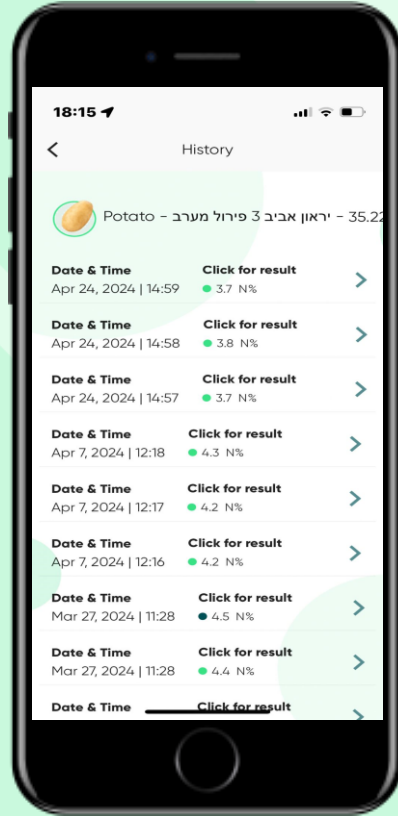 18:15
History
Potato - יראון אביב 3 פירול מערב - 35.22
Date & Time Click for result
Apr 24, 2024 | 14:59 3.7 N%
Date & Time Click for result
Apr 24, 2024 | 14:58 3.8 N%
Date & Time Click for result
Apr 24, 2024 | 14:57 3.7 N%
Date & Time Click for result
Apr 7, 2024 | 12:18 4.3 N%
Date & Time Click for result
Apr 7, 2024 | 12:17 4.2 N%
Date & Time Click for result
Apr 7, 2024 | 12:16 4.2 N%
Date & Time Click for result
Mar 27, 2024 | 11:28 4.5 N%
Date & Time Click for result
Mar 27, 2024 | 11:28 4.4 N%
Date & Time Click for result